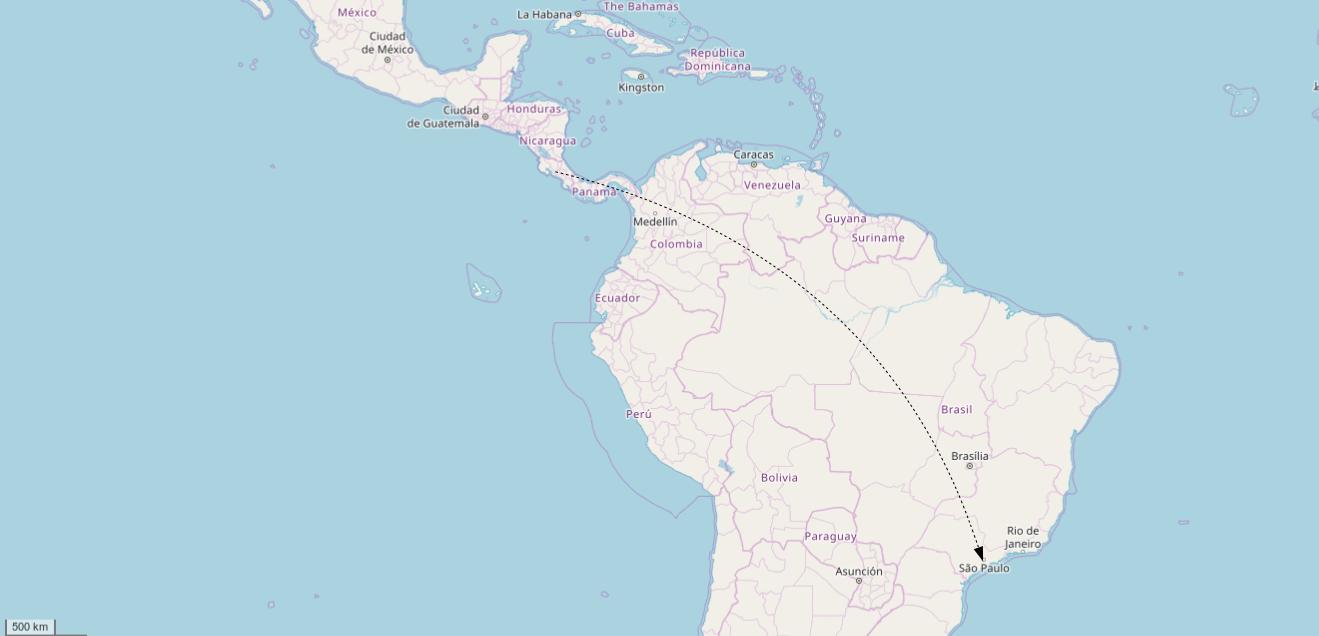 México
Ciudad
de México
La Habana
The Bahamas
Cuba
República
Dominicana
Kingston
Ciudad
de Guatemala
Honduras
Nicaragua
Panamá
Caracas
Venezuela
Medellín
Colombia
Guyana
Suriname
Ecuador
Perú
Brasil
Brasília
Bolivia
Paraguay
Asunción
Rio de
Janeiro
São Paulo
500 km